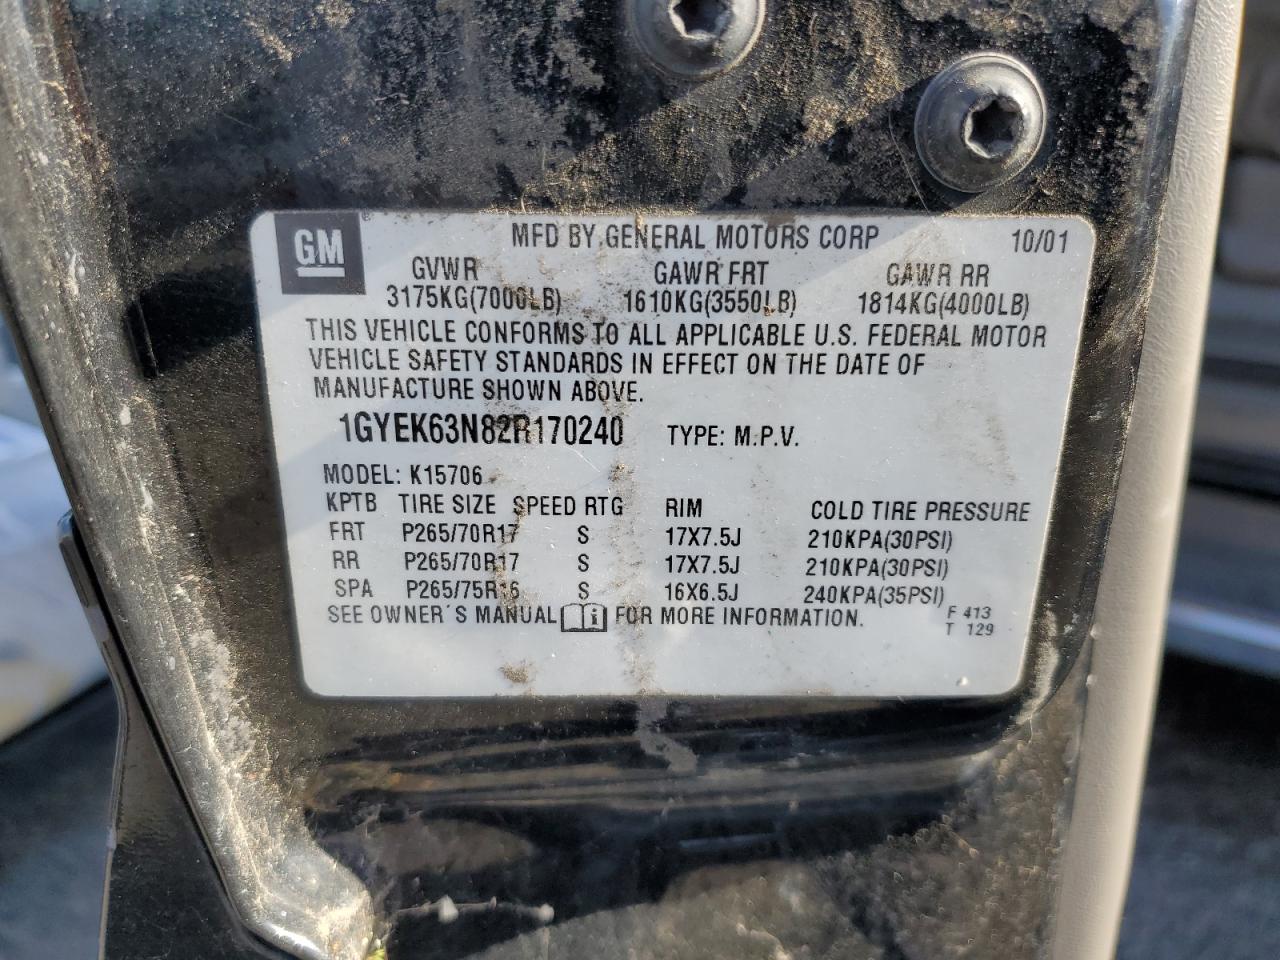 GM ® MFD BY GENERAL MOTORS CORP 10/01
GVWR GAWR FRT GAWR RR
3175KG(7000LB) 1610KG(3550LB) 1814KG(4000LB)
THIS VEHICLE CONFORMS TO ALL APPLICABLE U.S. FEDERAL MOTOR
VEHICLE SAFETY STANDARDS IN EFFECT ON THE DATE OF
MANUFACTURE SHOWN ABOVE.
1GYEK63N82R170240 TYPE: M.P.V.
MODEL: K15706
KPTB TIRE SIZE SPEED RTG RIM COLD TIRE PRESSURE
FRT P265/70R17 S 17X7.5J 210KPA(30PSI)
RR P265/70R17 S 17X7.5J 210KPA(30PSI)
SPA P265/75R16 S 16X6.5J 240KPA(35PSI)
SEE OWNER'S MANUAL i FOR MORE INFORMATION. F 413
T 129